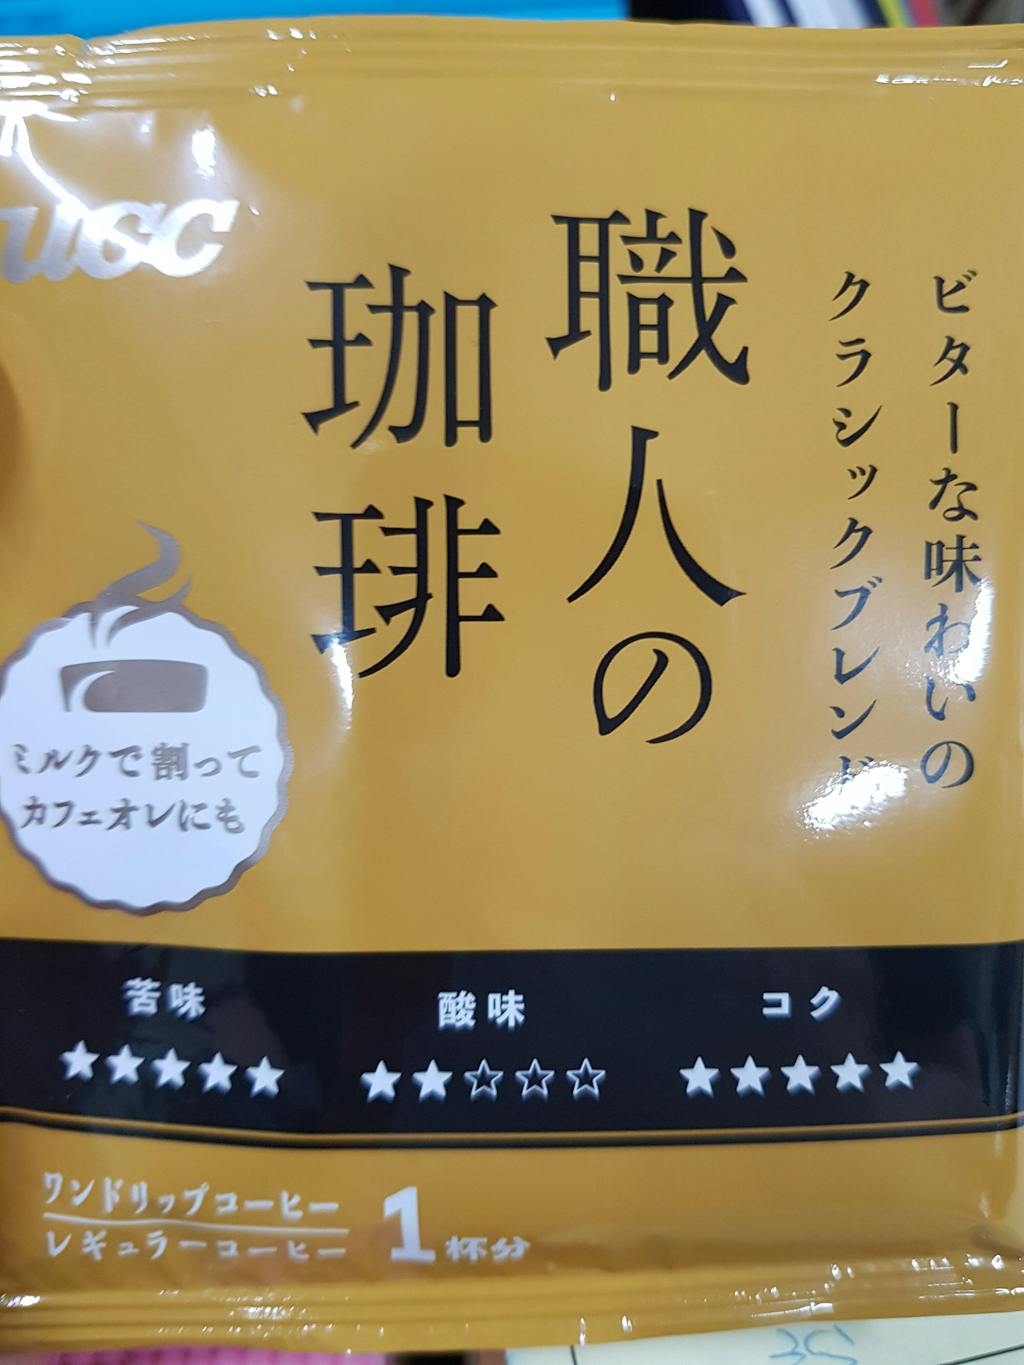 ビターな味わいの
クラシックブレンド
職人の
珈琲
ミルクで割って
カフェオレにも
苦味
★★★★★
酸味
★★☆☆☆
コク
★★★★★
ワンドリップコーヒー
レギュラーコーヒー
1杯分